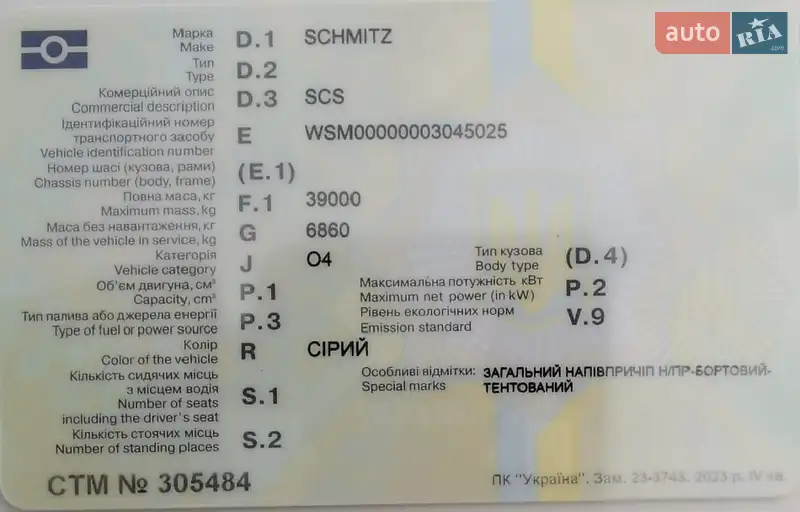 auto RIA.com
Марка D.1 SCHMITZ
Make
Тип D.2
Type
Комерційний опис D.3 SCS
Commercial description
Ідентифікаційний номер
транспортного засобу E WSM00000003045025
Vehicle identification number
Номер шасі (кузова, рами) (E.1)
Chassis number (body, frame)
Повна маса, кг F.1 39000
Maximum mass, kg
Маса без навантаження, кг G 6860
Mass of the vehicle in service, kg
Категорія J O4 Тип кузова (D.4)
Vehicle category Body type
Об'єм двигуна, см³ P.1 Максимальна потужність кВт P.2
Capacity, cm³ Maximum net power (in kW)
Тип палива або джерела енергії P.3 Рівень екологічних норм V.9
Type of fuel or power source Emission standard
Колір R СІРИЙ
Color of the vehicle
Кількість сидячих місць Особливі відмітки: ЗАГАЛЬНИЙ НАПІВПРИЧІП Н/ПР-БОРТОВИЙ-
з місцем водія S.1 Special marks ТЕНТОВАНИЙ
Number of seats
including the driver's seat
Кількість стоячих місць S.2
Number of standing places
СТМ № 305484 ПК "Україна". Зам. 23-3743. 2023 р. IV кв.